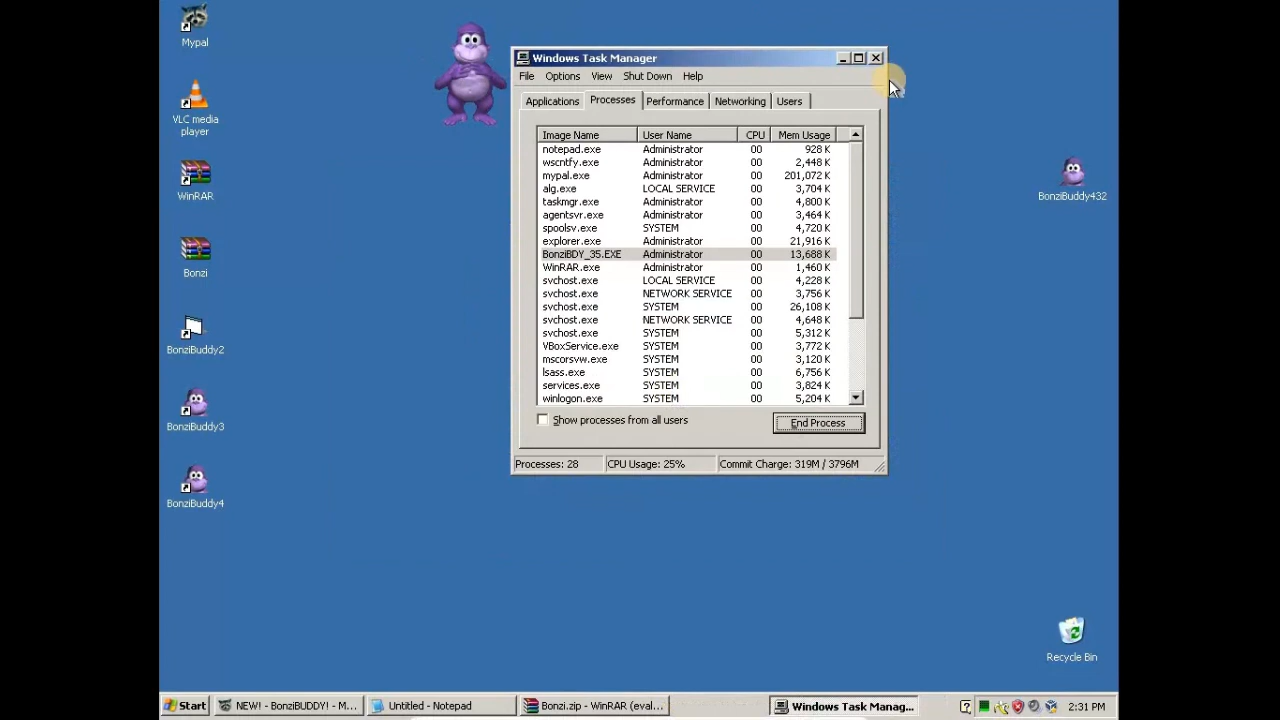 Mypal
VLC media
player
WinRAR
Bonzi
BonziBuddy2
BonziBuddy3
BonziBuddy4
Windows Task Manager
File Options View Shut Down Help
Applications Processes Performance Networking Users
Image Name User Name CPU Mem Usage
notepad.exe Administrator 00 928 K
wscntfy.exe Administrator 00 2,448 K
mypal.exe Administrator 00 201,072 K
alg.exe LOCAL SERVICE 00 3,704 K
taskmgr.exe Administrator 00 4,800 K
agentsvr.exe Administrator 00 3,464 K
spoolsv.exe SYSTEM 00 4,720 K
explorer.exe Administrator 00 21,916 K
BonziBDY_35.EXE Administrator 00 13,688 K
WinRAR.exe Administrator 00 1,460 K
svchost.exe LOCAL SERVICE 00 4,228 K
svchost.exe NETWORK SERVICE 00 3,756 K
svchost.exe SYSTEM 00 26,108 K
svchost.exe NETWORK SERVICE 00 4,648 K
svchost.exe SYSTEM 00 5,312 K
VBoxService.exe SYSTEM 00 3,772 K
mscorsvw.exe SYSTEM 00 3,120 K
lsass.exe SYSTEM 00 6,756 K
services.exe SYSTEM 00 3,824 K
winlogon.exe SYSTEM 00 5,204 K
Show processes from all users End Process
Processes: 28 CPU Usage: 25% Commit Charge: 319M / 3796M
BonziBuddy432
Recycle Bin
Start NEW! - BonziBUDDY! - M... Untitled - Notepad Bonzi.zip - WinRAR (eval... Windows Task Manag... 2:31 PM